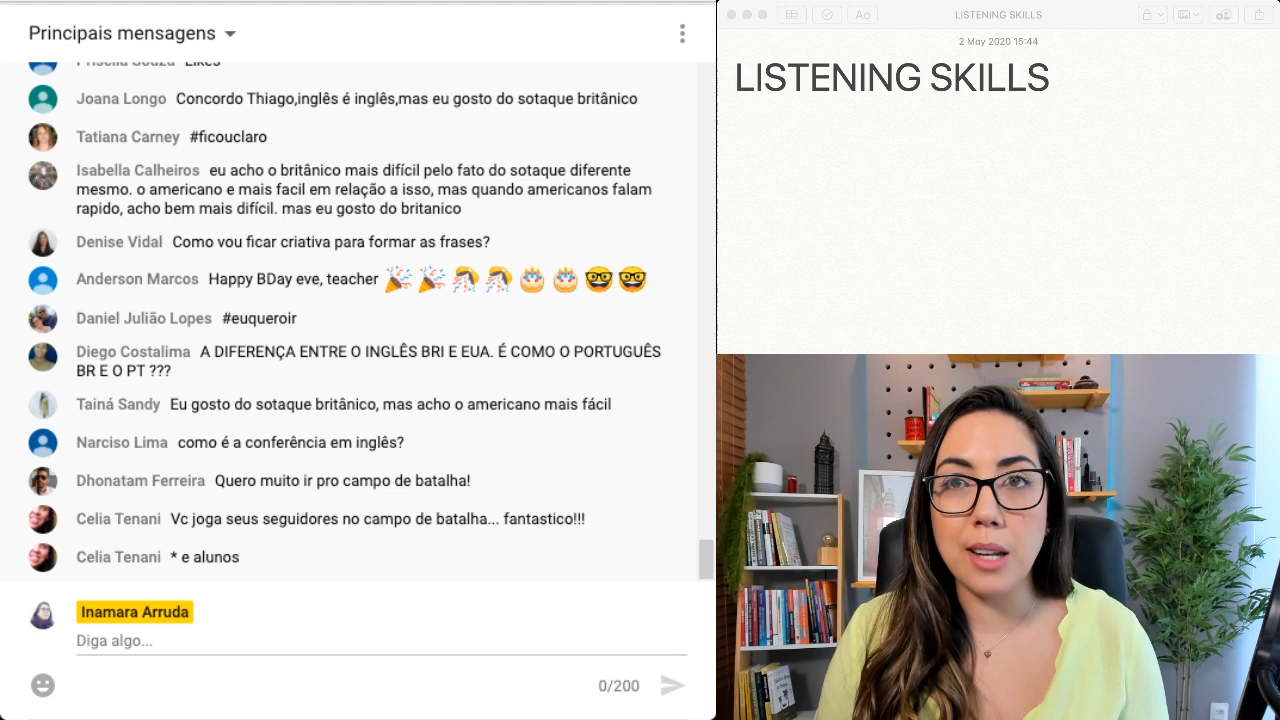 Principais mensagens
Priscila Souza Likes
Joana Longo Concordo Thiago,inglês é inglês,mas eu gosto do sotaque britânico
Tatiana Carney #ficouclaro
Isabella Calheiros eu acho o britânico mais difícil pelo fato do sotaque diferente
mesmo. o americano e mais facil em relação a isso, mas quando americanos falam
rapido, acho bem mais difícil. mas eu gosto do britanico
Denise Vidal Como vou ficar criativa para formar as frases?
Anderson Marcos Happy BDay eve, teacher
Daniel Julião Lopes #euqueroir
Diego Costalima A DIFERENÇA ENTRE O INGLÊS BRI E EUA. É COMO O PORTUGUÊS
BR E O PT ???
Tainá Sandy Eu gosto do sotaque britânico, mas acho o americano mais fácil
Narciso Lima como é a conferência em inglês?
Dhonatam Ferreira Quero muito ir pro campo de batalha!
Celia Tenani Vc joga seus seguidores no campo de batalha... fantastico!!!
Celia Tenani * e alunos
Inamara Arruda
Diga algo...
0/200
Aa
LISTENING SKILLS
2 May 2020 15:44
LISTENING SKILLS